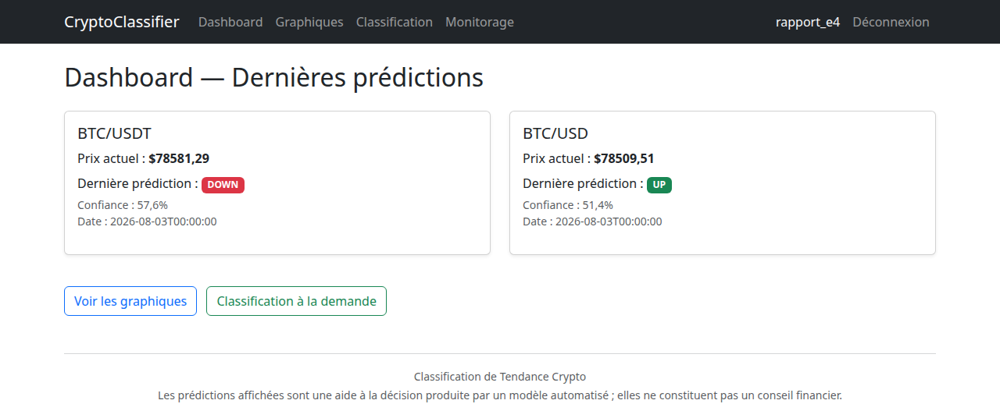 CryptoClassifier Dashboard Graphiques Classification Monitorage rapport_e4 Déconnexion
Dashboard — Dernières prédictions
BTC/USDT
Prix actuel : $78581,29
Dernière prédiction : DOWN
Confiance : 57,6%
Date : 2026-08-03T00:00:00
BTC/USD
Prix actuel : $78509,51
Dernière prédiction : UP
Confiance : 51,4%
Date : 2026-08-03T00:00:00
Voir les graphiques Classification à la demande
Classification de Tendance Crypto
Les prédictions affichées sont une aide à la décision produite par un modèle automatisé ; elles ne constituent pas un conseil financier.